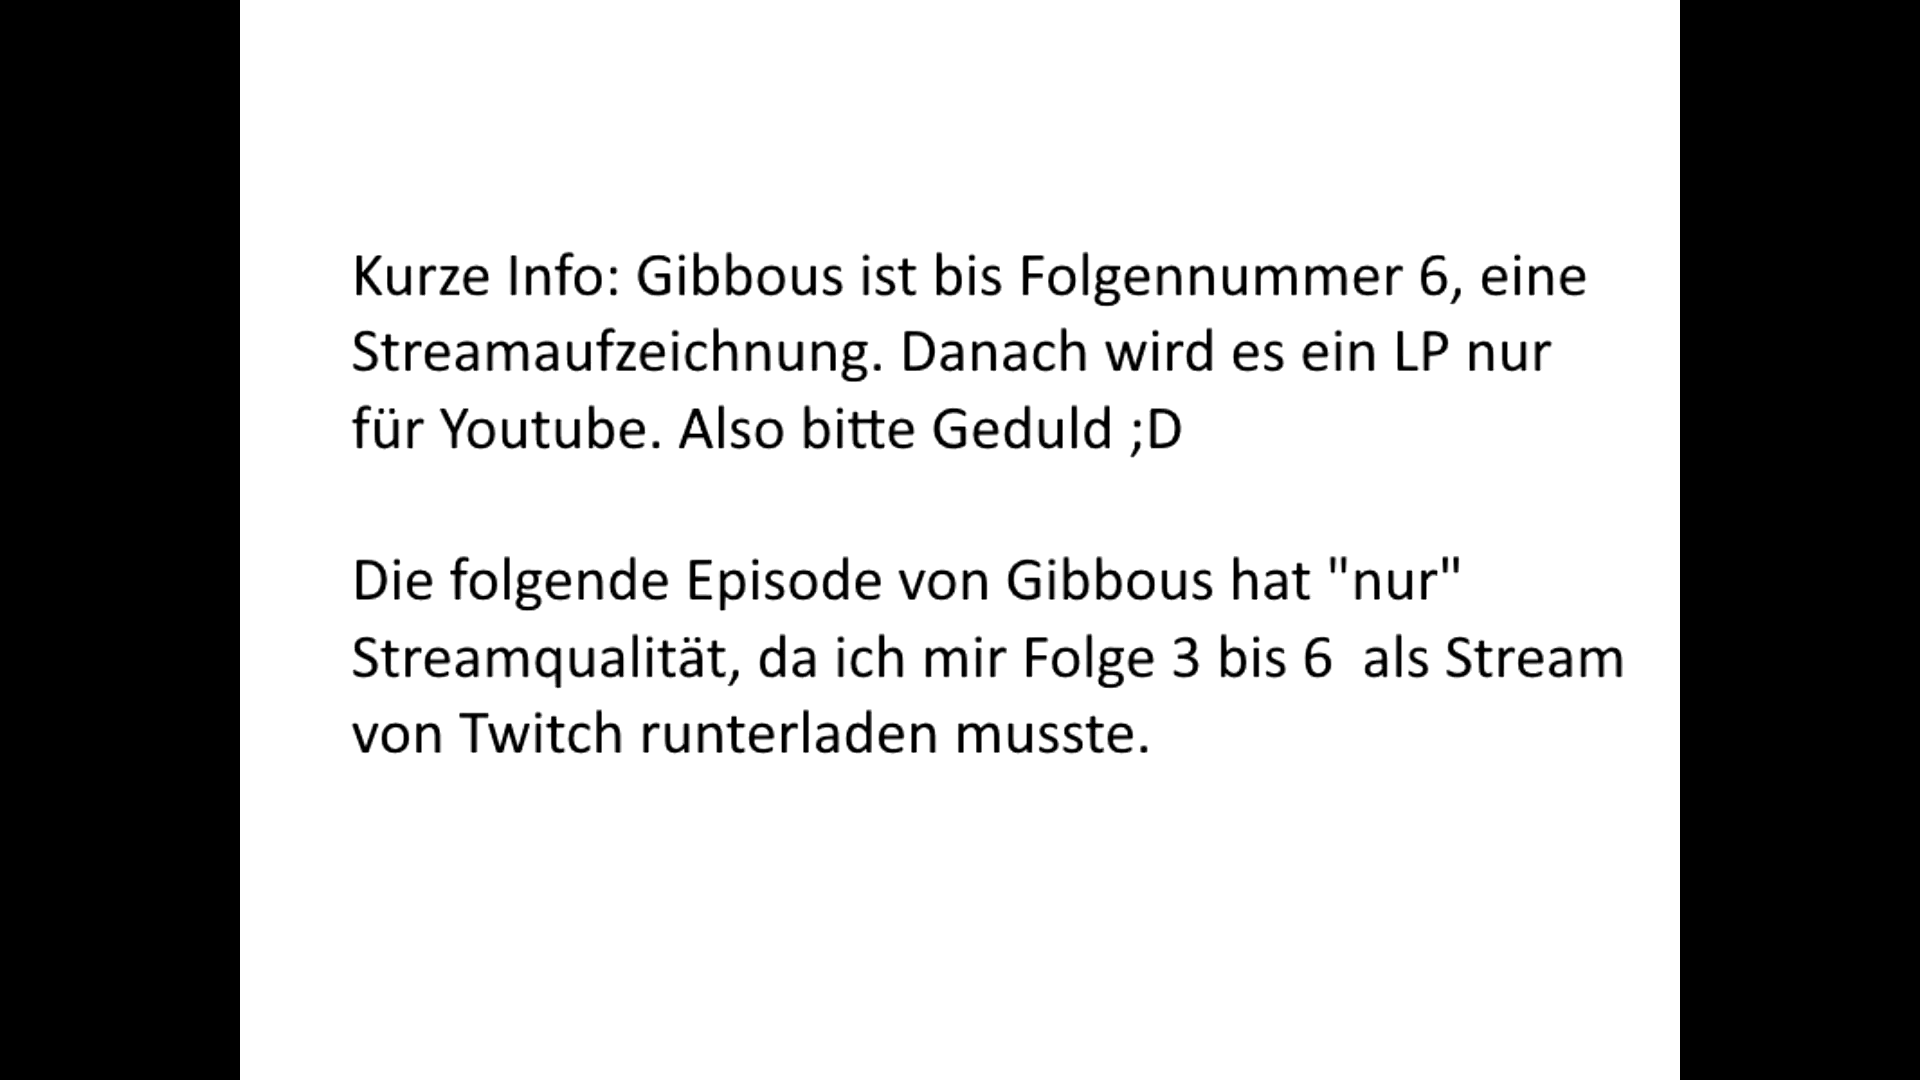 Kurze Info: Gibbous ist bis Folgennummer 6, eine
Streamaufzeichnung. Danach wird es ein LP nur
für Youtube. Also bitte Geduld ;D
Die folgende Episode von Gibbous hat "nur"
Streamqualität, da ich mir Folge 3 bis 6  als Stream
von Twitch runterladen musste.